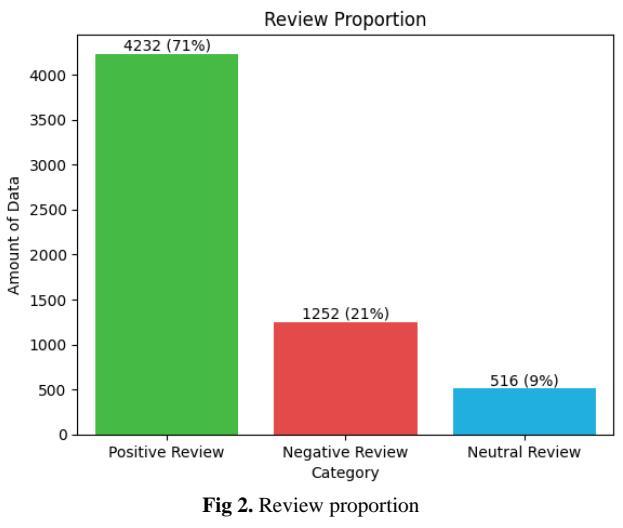 Review Proportion
4232 (71%)
4000
3500
3000
2500
2000
1500
1000
500
0
Amount of Data
1252 (21%)
516 (9%)
Positive Review
Negative Review
Neutral Review
Category
Fig 2. Review proportion